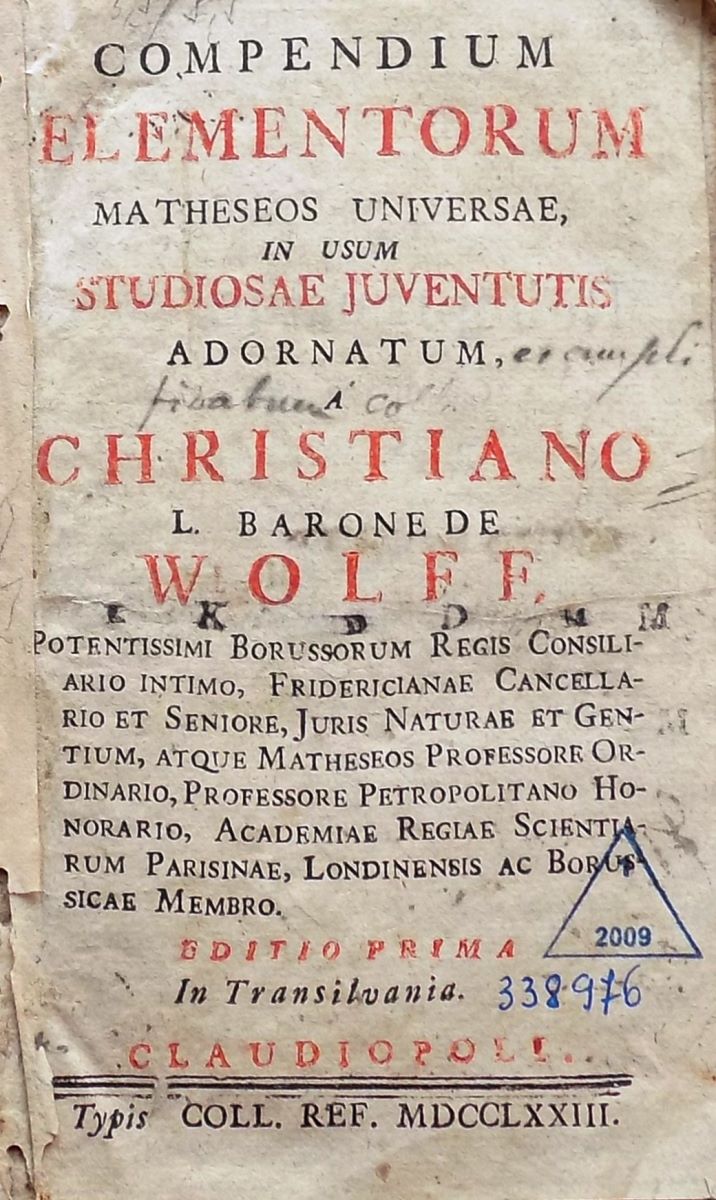 COMPENDIUM
ELEMENTORUM
MATHESEOS UNIVERSAE,
IN USUM
STUDIOSAE JUVENTUTIS
ADORNATUM,
Á
CHRISTIANO
L. BARONE DE
WOLFF,
POTENTISSIMI BORUSSORUM REGIS CONSILI-
ARIO INTIMO, FRIDERICIANAE CANCELLA-
RIO ET SENIORE, JURIS NATURAE ET GEN-
TIUM, ATQUE MATHESEOS PROFESSORE OR-
DINARIO, PROFESSORE PETROPOLITANO HO-
NORARIO, ACADEMIAE REGIAE SCIENTIA-
RUM PARISINAE, LONDINENSIS AC BORUS-
SICAE MEMBRO.
2009
EDITIO PRIMA
In Transilvania.
338976
CLAUDIOPOLI.
Typis COLL. REF. MDCCLXXIII.